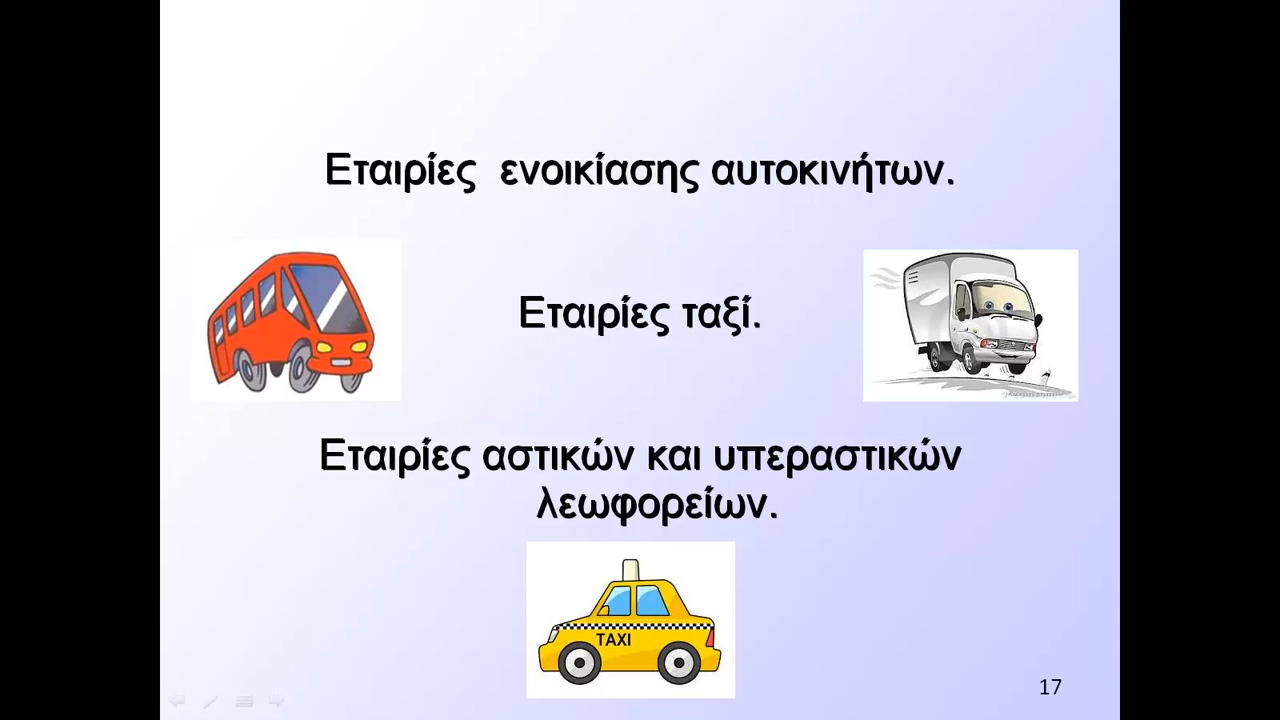 Εταιρίες  ενοικίασης αυτοκινήτων.
Εταιρίες ταξί.
Εταιρίες αστικών και υπεραστικών
λεωφορείων.
TAXI
17